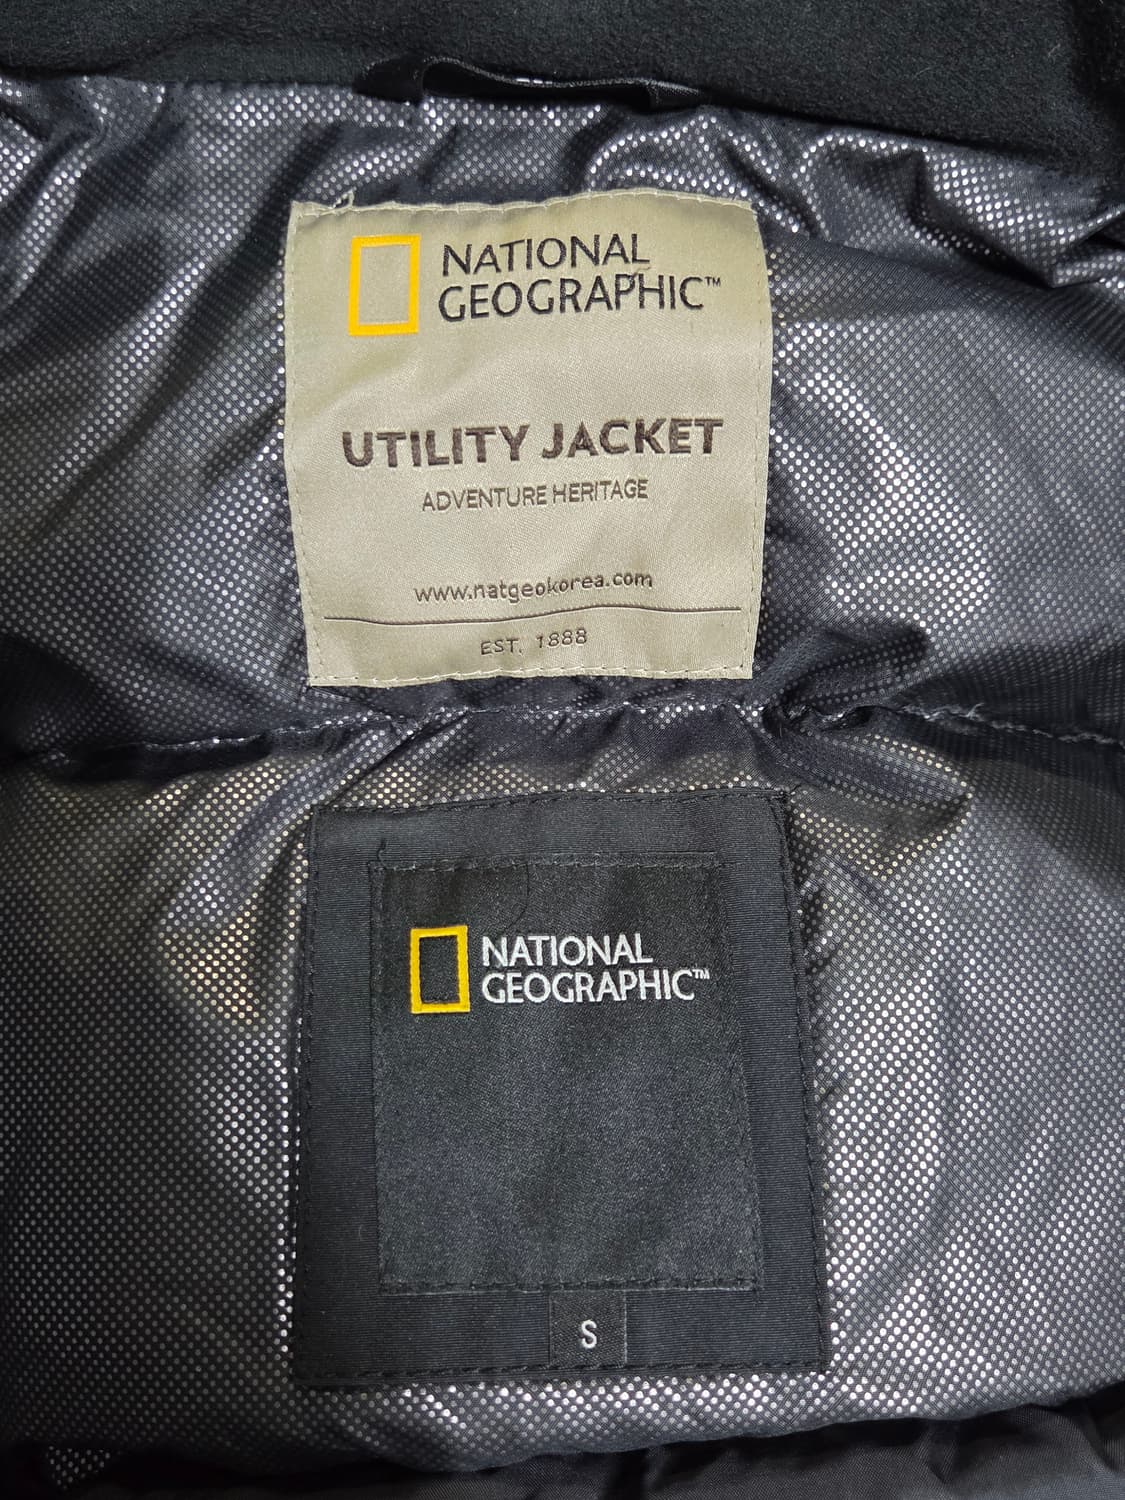 NATIONAL
GEOGRAPHIC™
UTILITY JACKET
ADVENTURE HERITAGE
www.natgeokorea.com
EST. 1888
NATIONAL
GEOGRAPHIC™
S